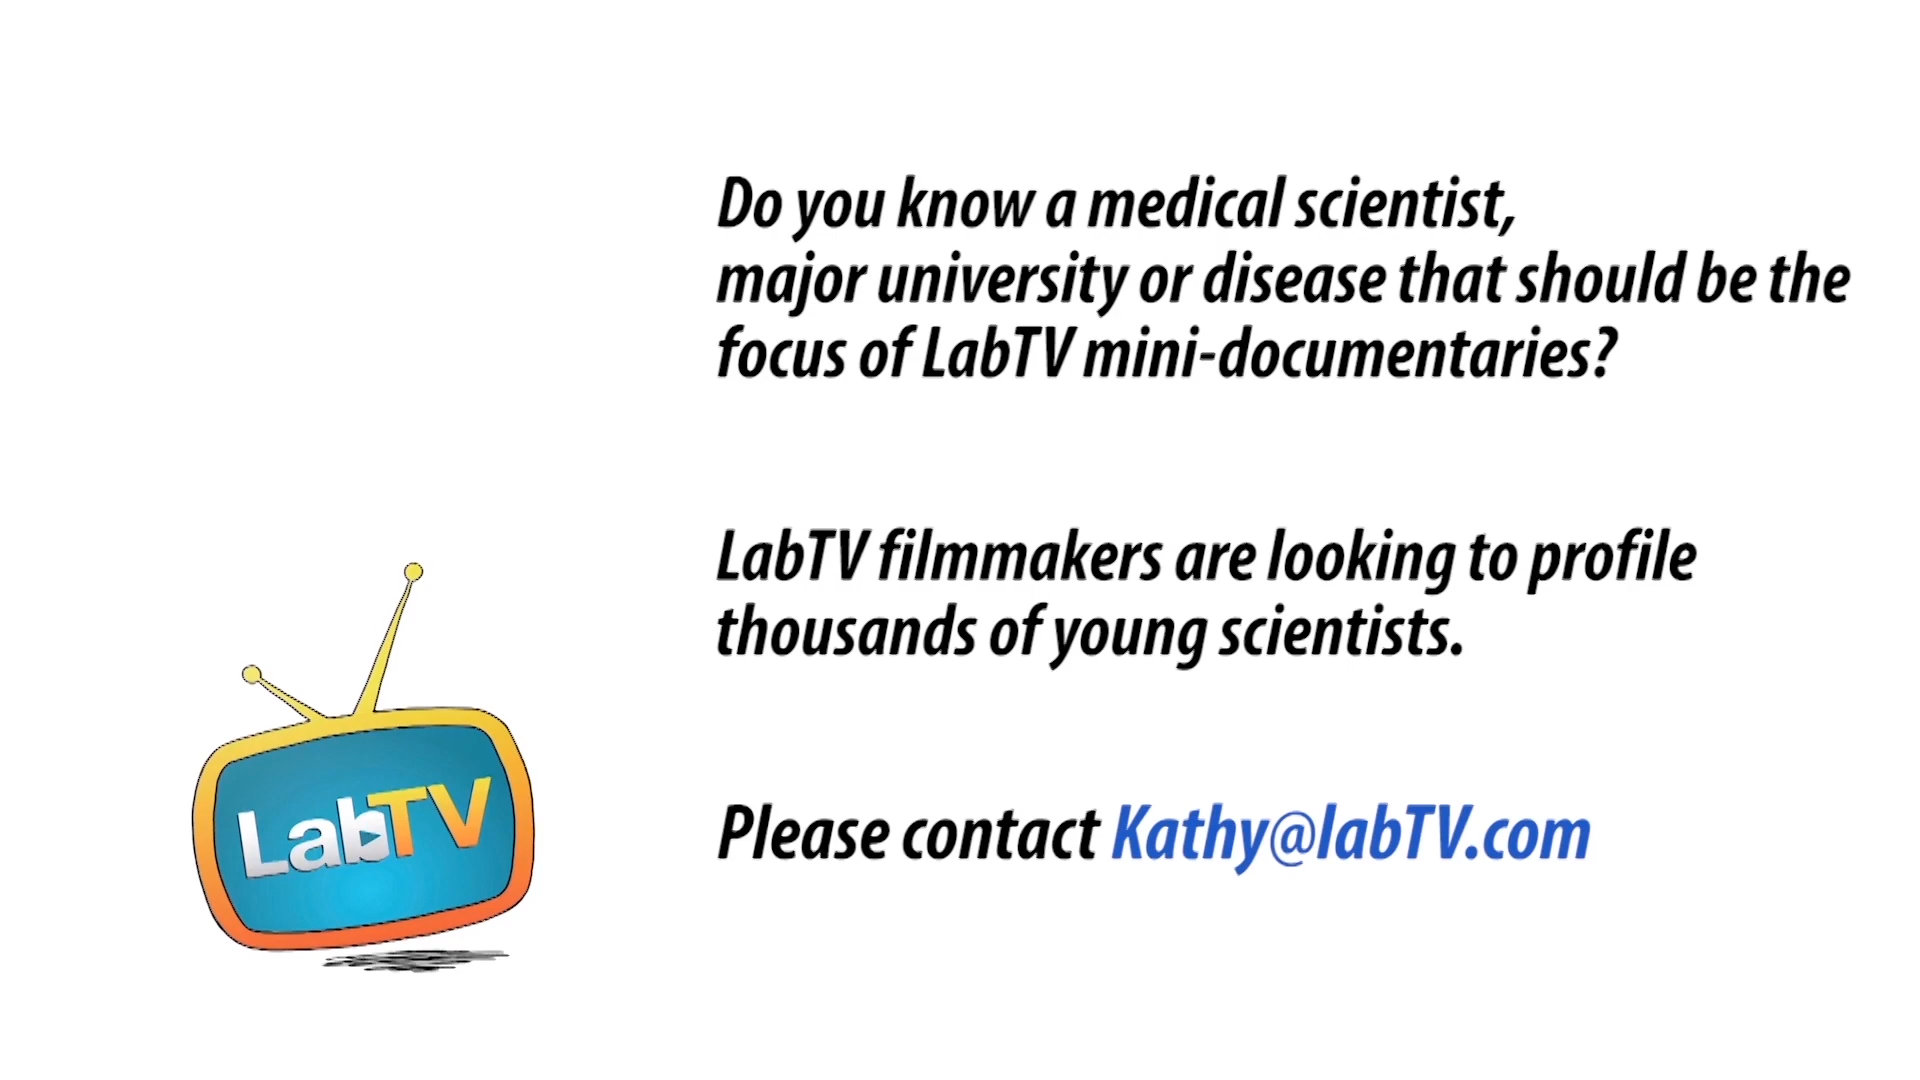 Do you know a medical scientist,
major university or disease that should be the
focus of LabTV mini-documentaries?
LabTV filmmakers are looking to profile
thousands of young scientists.
LabTV
Please contact Kathy@labTV.com